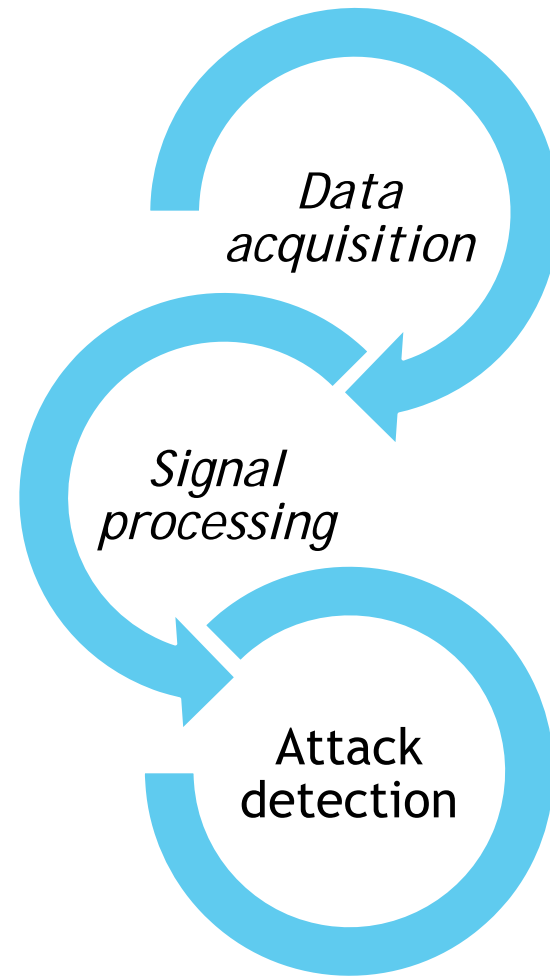 Data
acquisition
Signal
processing
Attack
detection